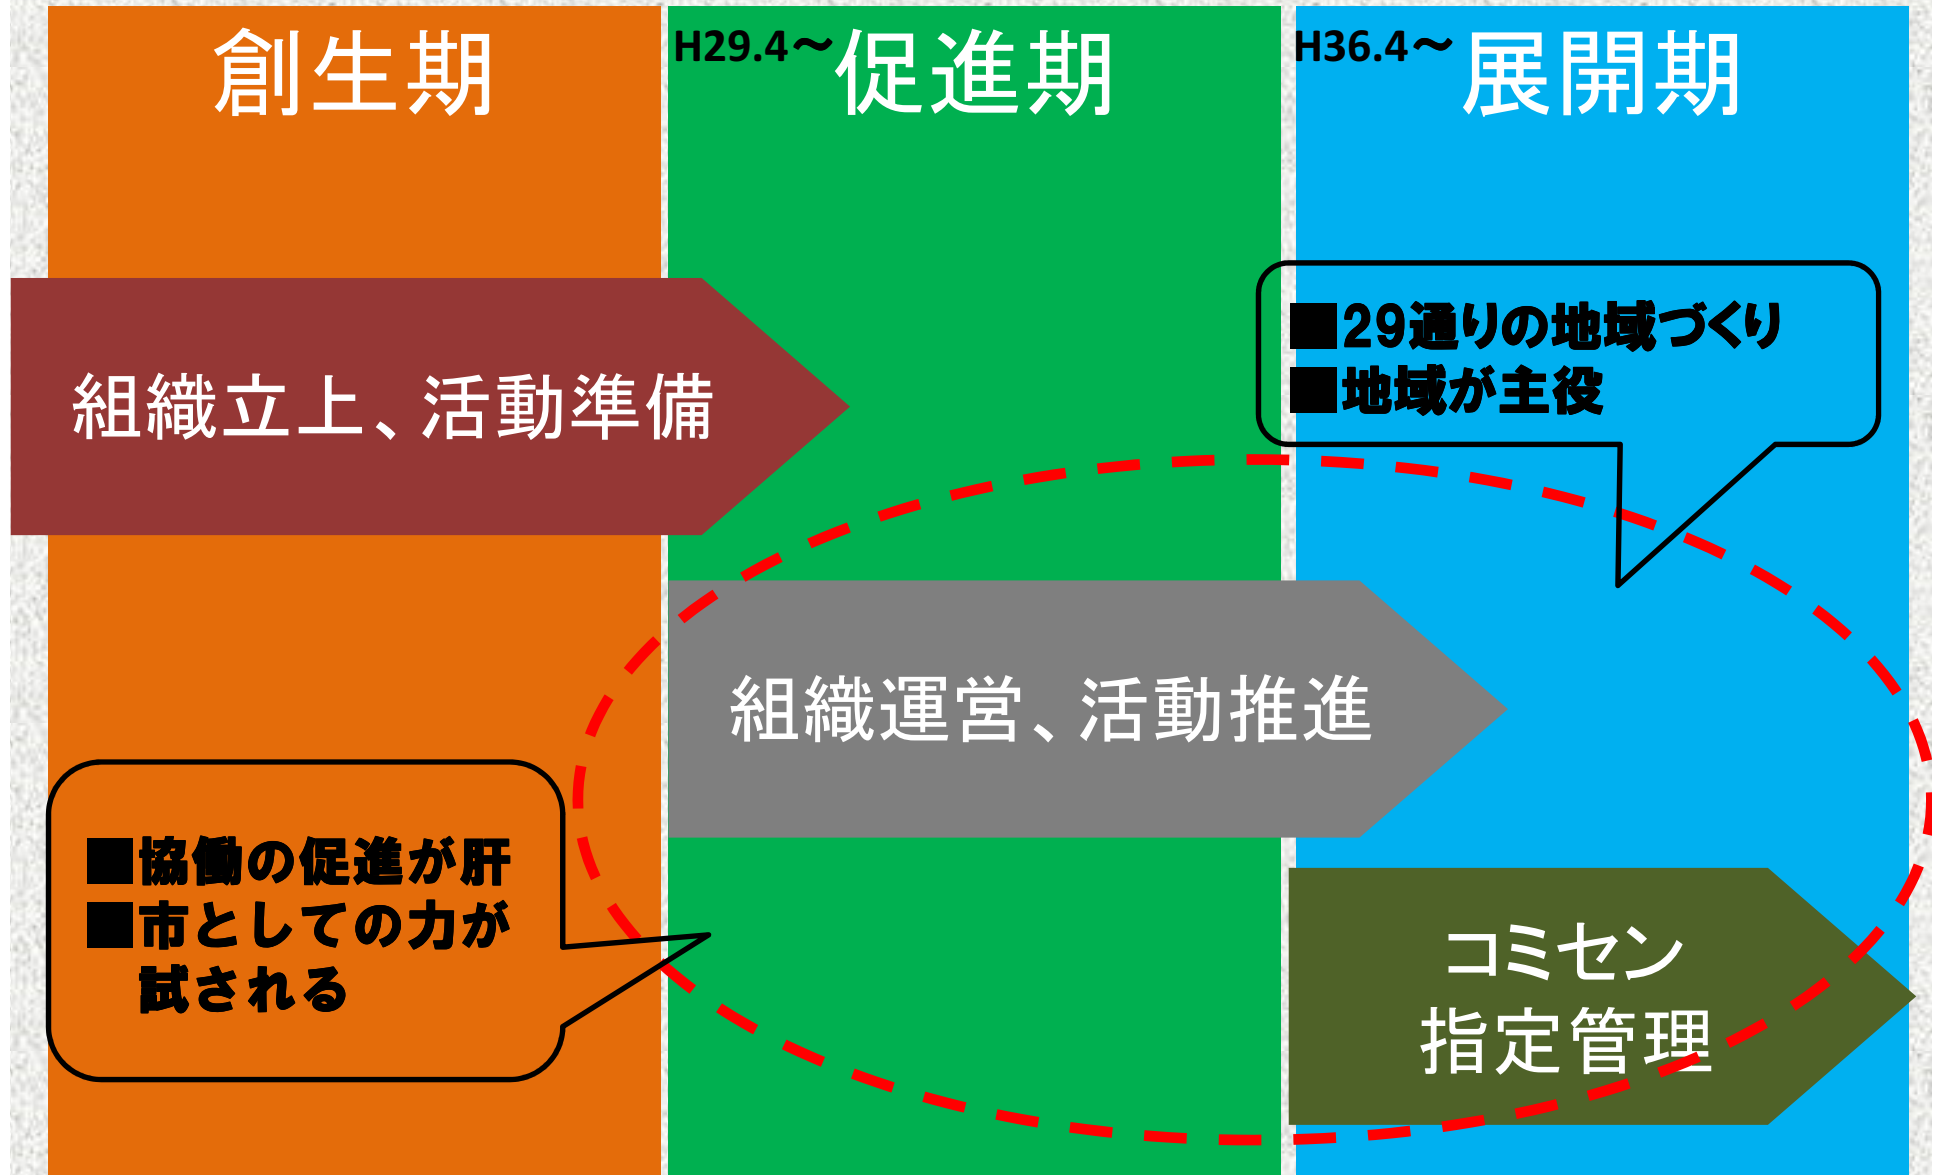 創生期
H29.4～促進期
H36.4～展開期
■29通りの地域づくり
■地域が主役
組織立上、活動準備
組織運営、活動推進
■協働の促進が肝
■市としての力が
試される
コミセン
指定管理